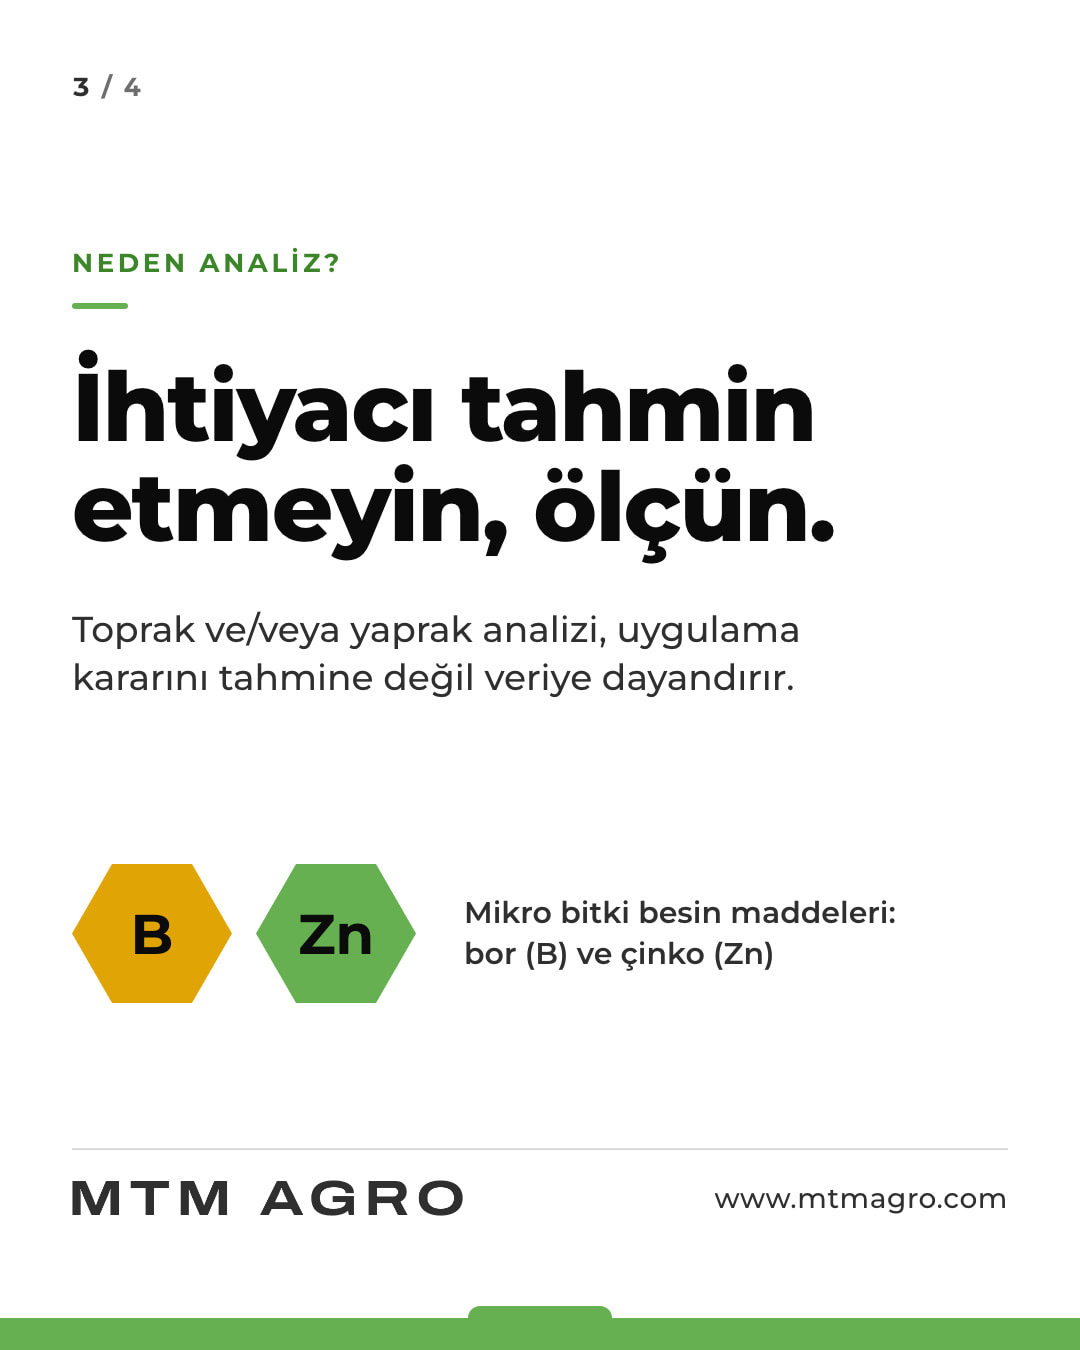 3 / 4
NEDEN ANALİZ?
İhtiyacı tahmin
etmeyin, ölçün.
Toprak ve/veya yaprak analizi, uygulama
kararını tahmine değil veriye dayandırır.
B
Zn
Mikro bitki besin maddeleri:
bor (B) ve çinko (Zn)
MTM AGRO
www.mtmagro.com